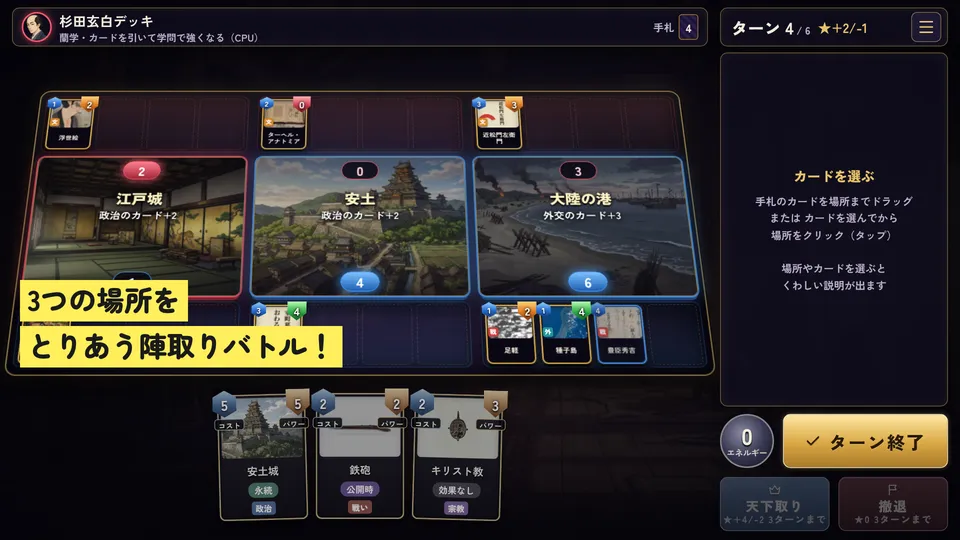 杉田玄白デッキ
蘭学・カードを引いて学問で強くなる（CPU）
手札 4
ターン 4 / 6 ★+2/-1
1 2
文
浮世絵
2 0
文
ターヘル・アナトミア
3 3
文
近松門左衛門
2
江戸城
政治のカード+2
0
安土
政治のカード+2
4
3
大陸の港
外交のカード+3
6
3つの場所を
とりあう陣取りバトル！
3 4
1 2
戦
足軽
1 4
外
種子島
4
戦
豊臣秀吉
カードを選ぶ
手札のカードを場所までドラッグ
または カードを選んでから
場所をクリック（タップ）
場所やカードを選ぶと
くわしい説明が出ます
5 5
コスト パワー
安土城
永続
政治
2 2
コスト パワー
鉄砲
公開時
戦い
2 3
コスト パワー
キリスト教
効果なし
宗教
0
エネルギー
ターン終了
天下取り
★+4/-2 3ターンまで
撤退
★0 3ターンまで